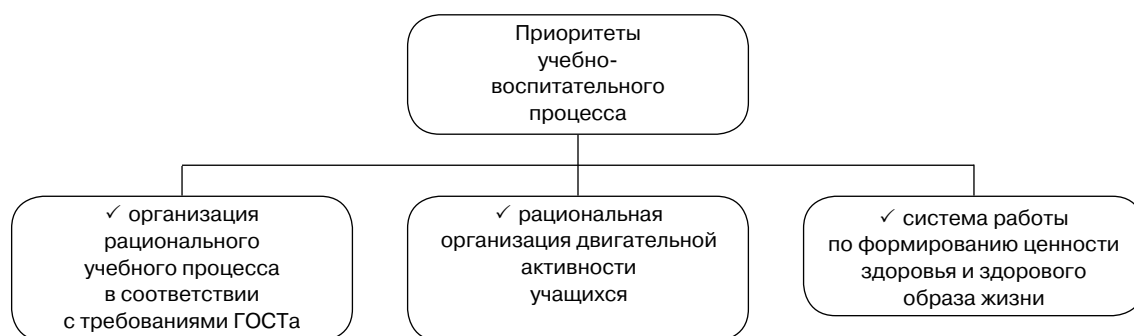 Приоритеты
учебно-
воспитательного
процесса
✓ организация
рационального
учебного процесса
в соответствии
с требованиями ГОСТа
✓ рациональная
организация двигательной
активности
учащихся
✓ система работы
по формированию ценности
здоровья и здорового
образа жизни